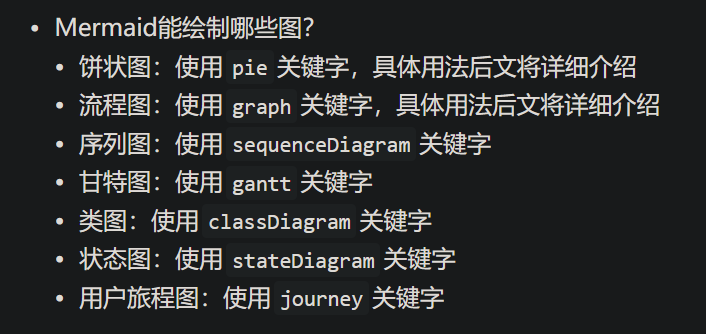 Mermaid能绘制哪些图？
饼状图：使用 pie 关键字，具体用法后文将详细介绍
流程图：使用 graph 关键字，具体用法后文将详细介绍
序列图：使用 sequenceDiagram 关键字
甘特图：使用 gantt 关键字
类图：使用 classDiagram 关键字
状态图：使用 stateDiagram 关键字
用户旅程图：使用 journey 关键字